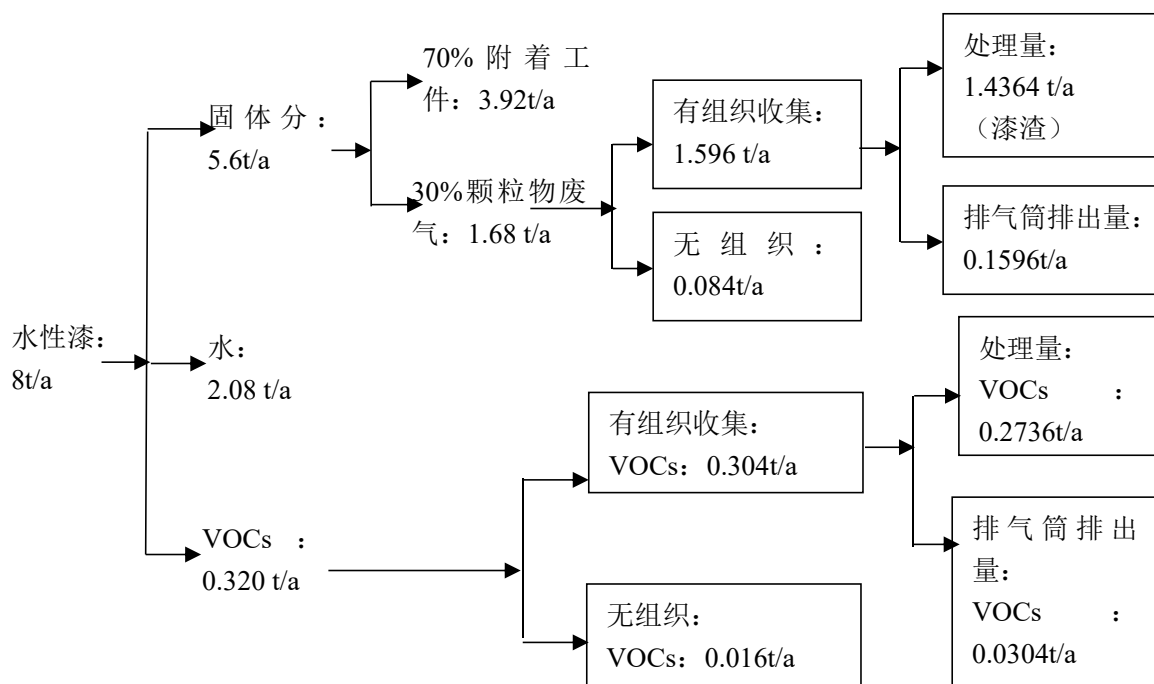 水性漆：
8t/a
固体分：
5.6t/a
70%附着工
件：3.92t/a
30%颗粒物废
气：1.68 t/a
有组织收集：
1.596 t/a
无组织：
0.084t/a
处理量：
1.4364 t/a
（漆渣）
排气筒排出量：
0.1596t/a
水：
2.08 t/a
VOCs ：
0.320 t/a
有组织收集：
VOCs：0.304t/a
无组织：
VOCs：0.016t/a
处理量：
VOCs ：
0.2736t/a
排气筒排出
量：
VOCs ：
0.0304t/a